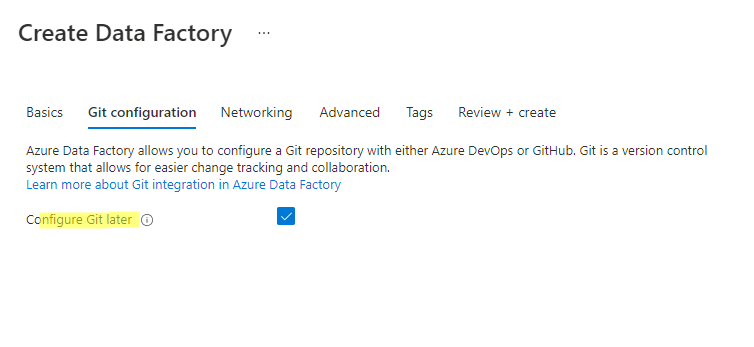 Create Data Factory ...
Basics Git configuration Networking Advanced Tags Review + create
Azure Data Factory allows you to configure a Git repository with either Azure DevOps or GitHub. Git is a version control
system that allows for easier change tracking and collaboration.
Learn more about Git integration in Azure Data Factory
Configure Git later